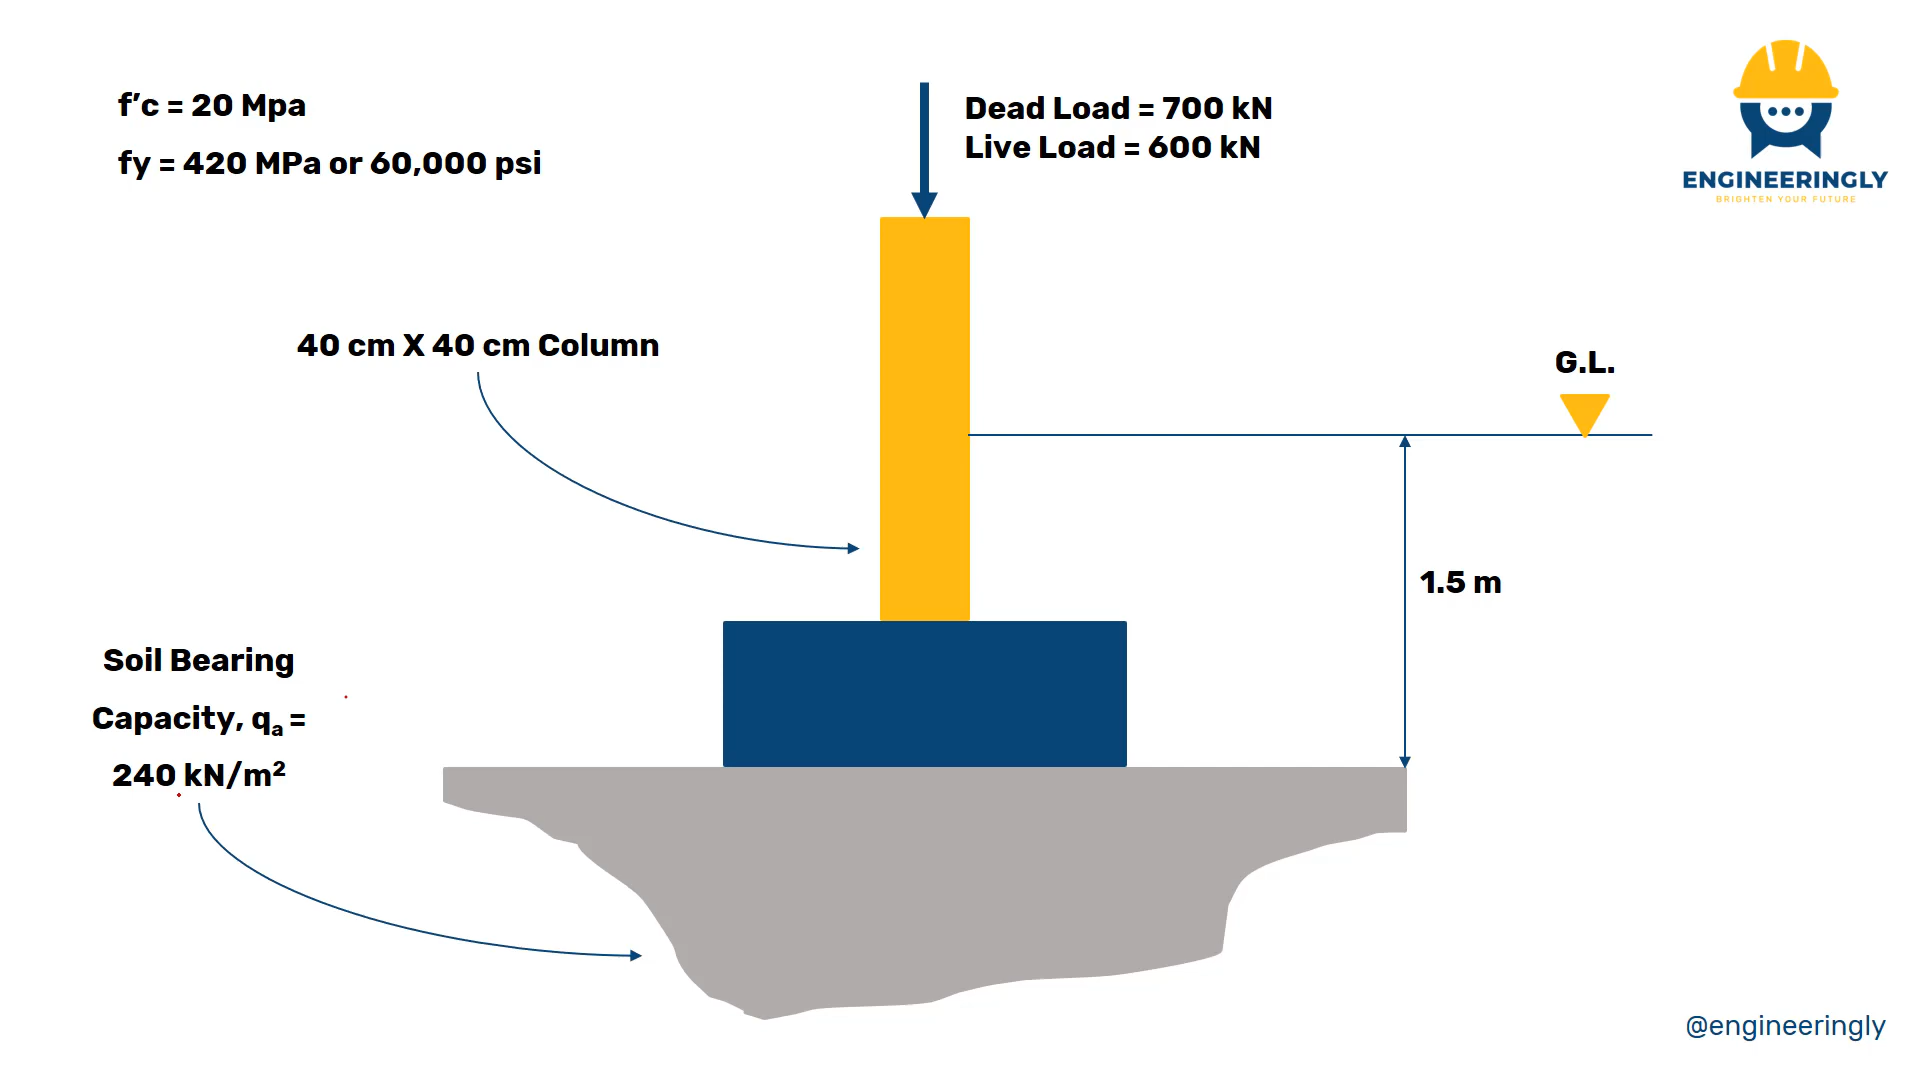 f’c = 20 Mpa
fy = 420 MPa or 60,000 psi
Dead Load = 700 kN
Live Load = 600 kN
ENGINEERINGLY
BRIGHTEN YOUR FUTURE
40 cm X 40 cm Column
G.L.
1.5 m
Soil Bearing
Capacity, qₐ =
240 kN/m²
@engineeringly